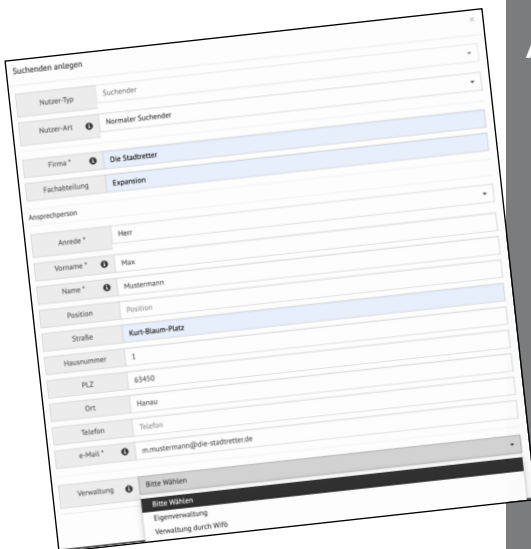 ×
Suchenden anlegen
Nutzer-Typ Suchender
Nutzer-Art Normaler Suchender
Firma * Die Stadtretter
Fachabteilung Expansion
Ansprechperson
Anrede * Herr
Vorname * Max
Name * Mustermann
Position Position
Straße Kurt-Blaum-Platz
Hausnummer 1
PLZ 63450
Ort Hanau
Telefon Telefon
e-Mail * m.mustermann@die-stadtretter.de
Verwaltung Bitte Wählen
Bitte Wählen
Eigenverwaltung
Verwaltung durch Wifö